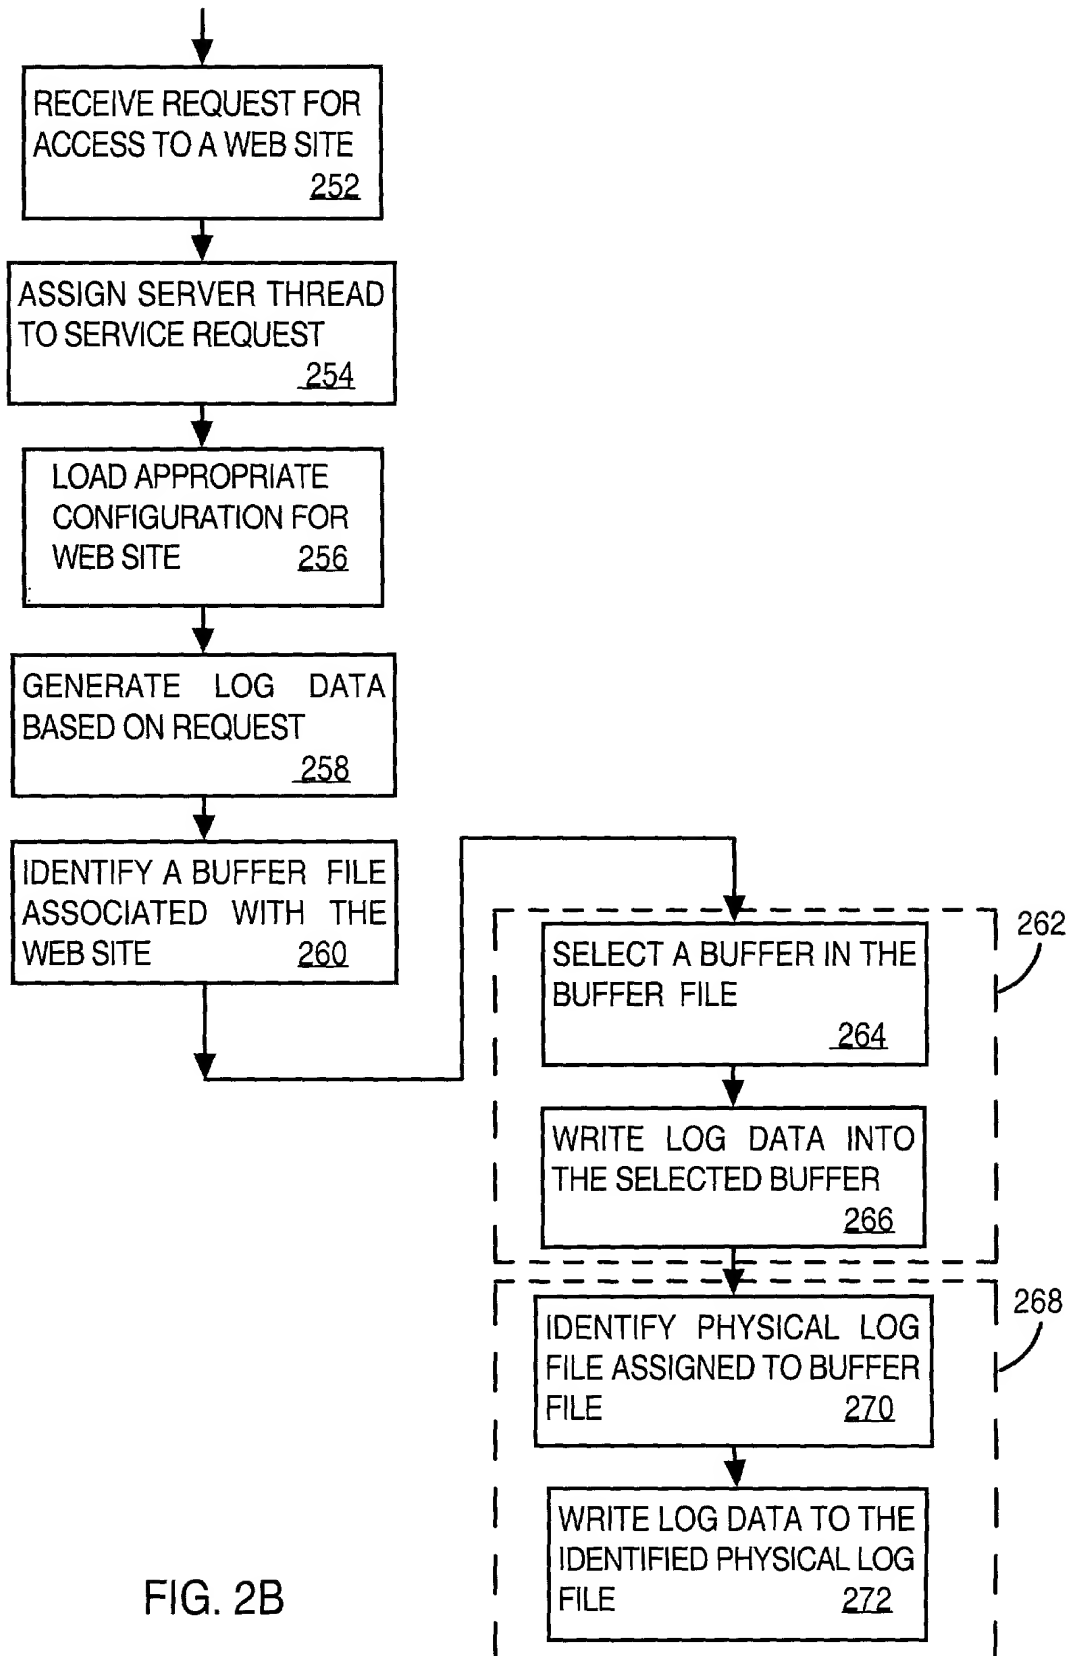 RECEIVE REQUEST FOR
ACCESS TO A WEB SITE
252
ASSIGN SERVER THREAD
TO SERVICE REQUEST
254
LOAD APPROPRIATE
CONFIGURATION FOR
WEB SITE 256
GENERATE LOG DATA
BASED ON REQUEST
258
IDENTIFY A BUFFER FILE
ASSOCIATED WITH THE
WEB SITE 260
262
SELECT A BUFFER IN THE
BUFFER FILE
264
WRITE LOG DATA INTO
THE SELECTED BUFFER
266
268
IDENTIFY PHYSICAL LOG
FILE ASSIGNED TO BUFFER
FILE 270
WRITE LOG DATA TO THE
IDENTIFIED PHYSICAL LOG
FILE 272
FIG. 2B